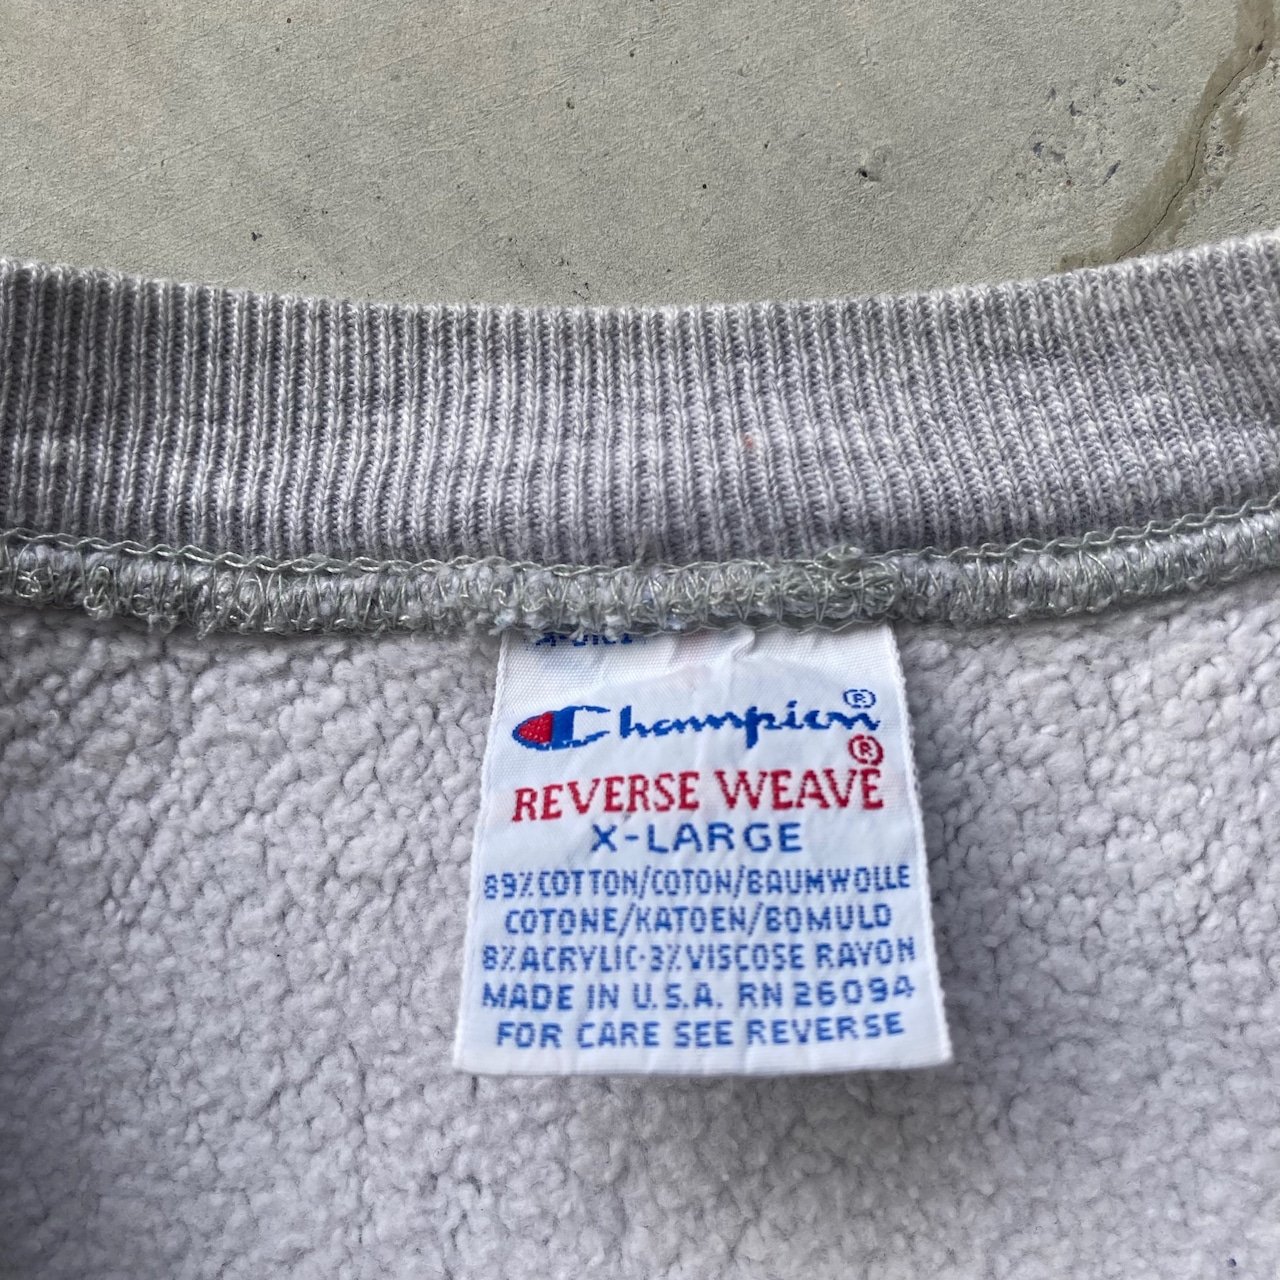 Champion®
REVERSE WEAVE®
X-LARGE
89% COTTON/COTON/BAUMWOLLE
COTONE/KATOEN/BOMULD
8% ACRYLIC·3% VISCOSE RAYON
MADE IN U.S.A. RN 26094
FOR CARE SEE REVERSE